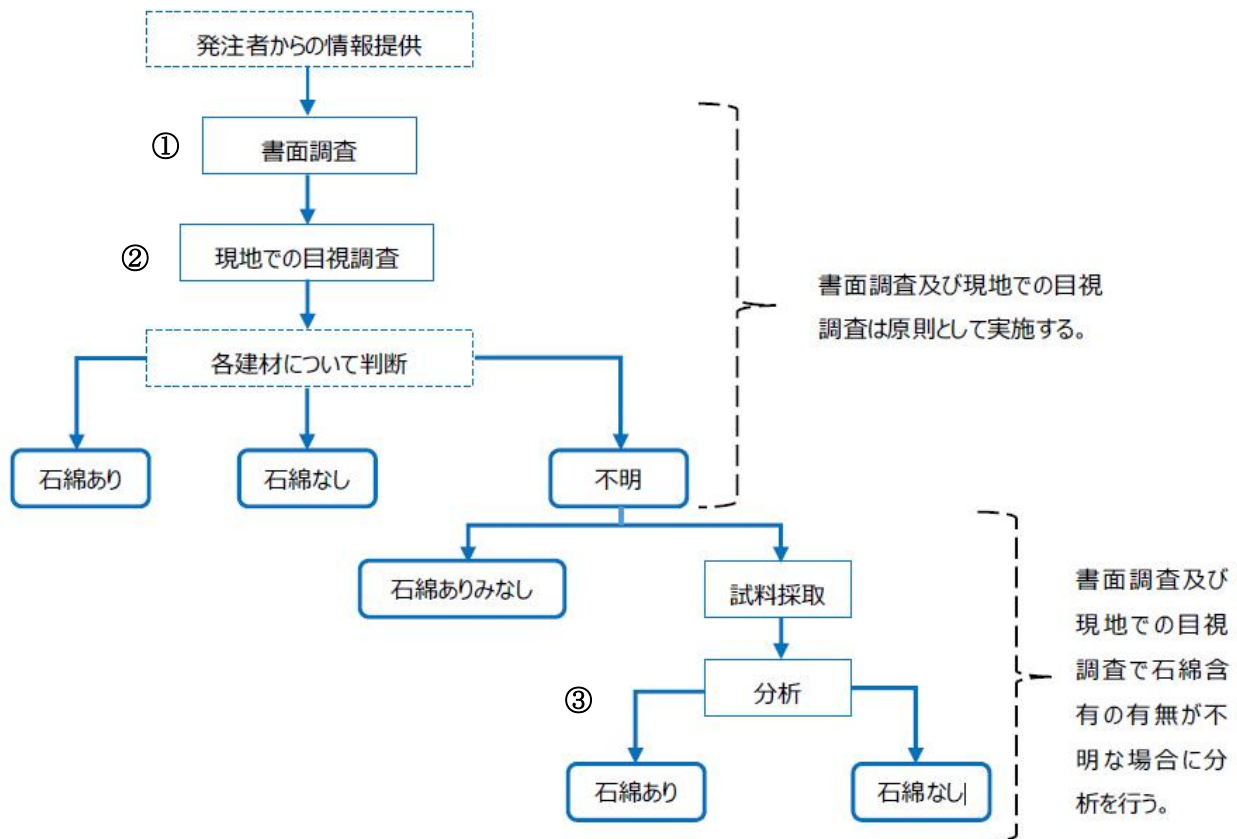 発注者からの情報提供
①
書面調査
②
現地での目視調査
書面調査及び現地での目視
調査は原則として実施する。
各建材について判断
石綿あり
石綿なし
不明
石綿ありみなし
試料採取
書面調査及び
現地での目視
調査で石綿含
有の有無が不
明な場合に分
析を行う。
③
分析
石綿あり
石綿なし